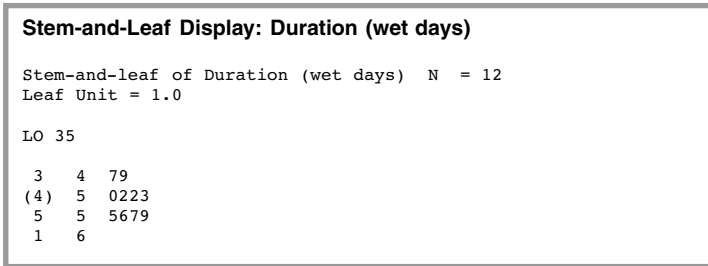 Stem-and-Leaf Display: Duration (wet days)
Stem-and-leaf of Duration (wet days)  N  = 12
Leaf Unit = 1.0
LO 35
3    4  79
(4)  5  0223
5    5  5679
1    6